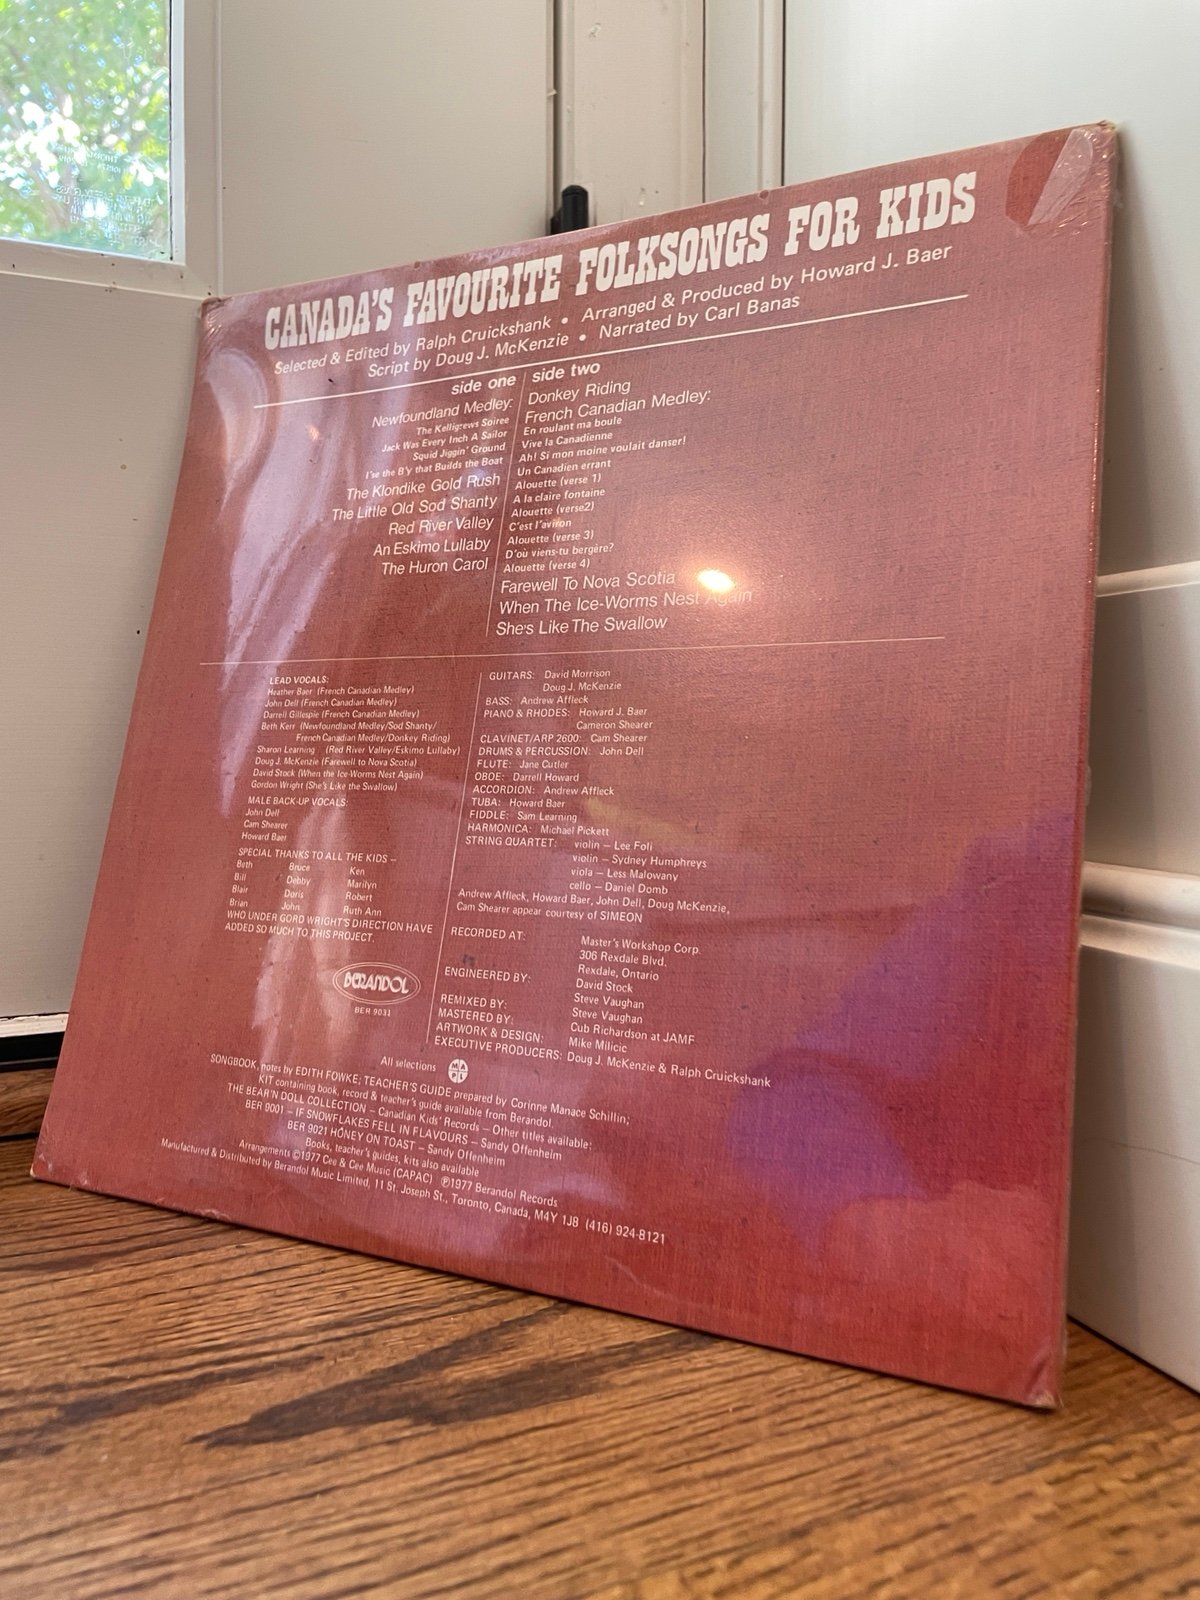 CANADA'S FAVOURITE FOLKSONGS FOR KIDS
Selected & Edited by Ralph Cruickshank • Arranged & Produced by Howard J. Baer
Script by Doug J. McKenzie • Narrated by Carl Banas
side one
Newfoundland Medley:
The Kelligrews Soiree
Jack Was Every Inch A Sailor
Squid Jiggin' Ground
I'se the B'y that Builds the Boat
The Klondike Gold Rush
The Little Old Sod Shanty
Red River Valley
An Eskimo Lullaby
The Huron Carol
side two
Donkey Riding
French Canadian Medley:
En roulant ma boule
Vive la Canadienne
Ah! Si mon moine voulait danser!
Un Canadien errant
Alouette (verse 1)
A la claire fontaine
Alouette (verse2)
C'est l'aviron
Alouette (verse 3)
D'où viens-tu bergère?
Alouette (verse 4)
Farewell To Nova Scotia
When The Ice-Worms Nest Again
She's Like The Swallow
LEAD VOCALS:
Heather Baer (French Canadian Medley)
John Dell (French Canadian Medley)
Darrell Gillespie (French Canadian Medley)
Beth Kerr (Newfoundland Medley/Sod Shanty/
French Canadian Medley/Donkey Riding)
Sharon Learning (Red River Valley/Eskimo Lullaby)
Doug J. McKenzie (Farewell to Nova Scotia)
David Stock (When the Ice-Worms Nest Again)
Gordon Wright (She's Like the Swallow)
MALE BACK-UP VOCALS:
John Dell
Cam Shearer
Howard Baer
SPECIAL THANKS TO ALL THE KIDS –
Beth Bruce Ken
Bill Debby Marilyn
Blair Doris Robert
Brian John Ruth Ann
WHO UNDER GORD WRIGHT'S DIRECTION HAVE
ADDED SO MUCH TO THIS PROJECT.
BERANDOL
BER 9031
GUITARS: David Morrison
Doug J. McKenzie
BASS: Andrew Affleck
PIANO & RHODES: Howard J. Baer
Cameron Shearer
CLAVINET/ARP 2600: Cam Shearer
DRUMS & PERCUSSION: John Dell
FLUTE: Jane Cutler
OBOE: Darrell Howard
ACCORDION: Andrew Affleck
TUBA: Howard Baer
FIDDLE: Sam Learning
HARMONICA: Michael Pickett
STRING QUARTET: violin – Lee Foli
violin – Sydney Humphreys
viola – Less Malowany
cello – Daniel Domb
Andrew Affleck, Howard Baer, John Dell, Doug McKenzie,
Cam Shearer appear courtesy of SIMEON
RECORDED AT: Master's Workshop Corp.
306 Rexdale Blvd.
Rexdale, Ontario
ENGINEERED BY: David Stock
Steve Vaughan
REMIXED BY: Steve Vaughan
MASTERED BY: Cub Richardson at JAMF
ARTWORK & DESIGN: Mike Milicic
EXECUTIVE PRODUCERS: Doug J. McKenzie & Ralph Cruickshank
All selections MAPL
SONGBOOK, notes by EDITH FOWKE; TEACHER'S GUIDE prepared by Corinne Manace Schillin;
KIT containing book, record & teacher's guide available from Berandol.
THE BEAR'N DOLL COLLECTION – Canadian Kids' Records – Other titles available:
BER 9001 – IF SNOWFLAKES FELL IN FLAVOURS – Sandy Offenheim
BER 9021 HONEY ON TOAST – Sandy Offenheim
Books, teacher's guides, kits also available
Arrangements ©1977 Cee & Cee Music (CAPAC) ℗1977 Berandol Records
Manufactured & Distributed by Berandol Music Limited, 11 St. Joseph St., Toronto, Canada, M4Y 1J8 (416) 924-8121